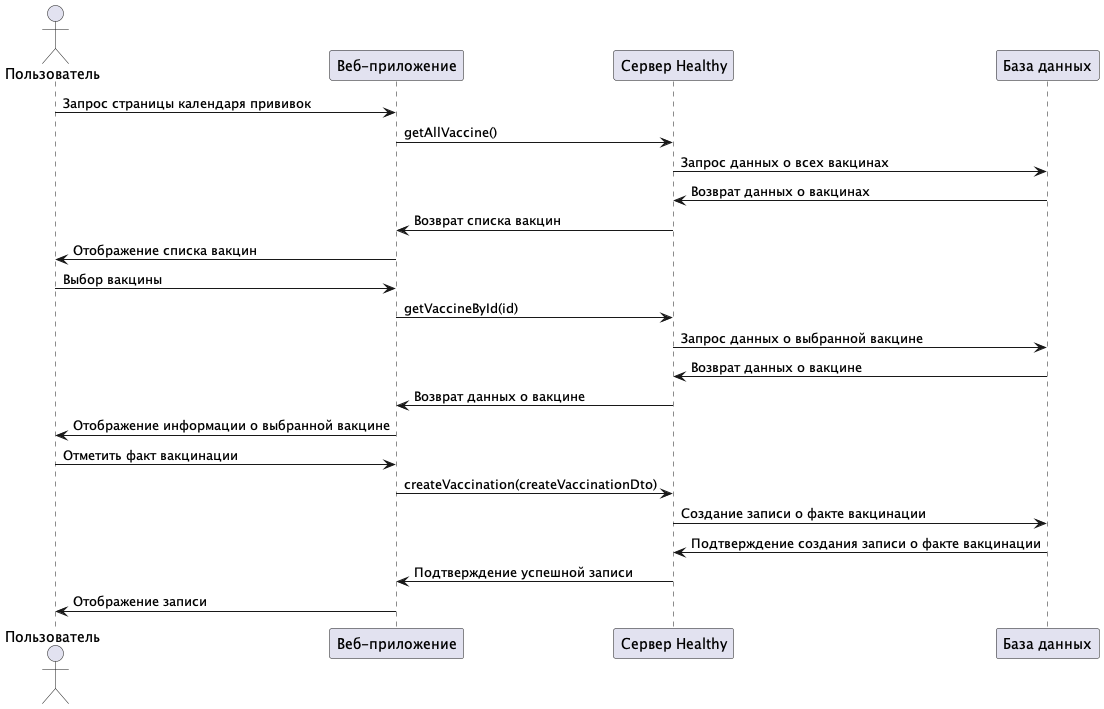 Пользователь
Веб-приложение
Сервер Healthy
База данных
Запрос страницы календаря прививок
getAllVaccine()
Запрос данных о всех вакцинах
Возврат данных о вакцинах
Возврат списка вакцин
Отображение списка вакцин
Выбор вакцины
getVaccineById(id)
Запрос данных о выбранной вакцине
Возврат данных о вакцине
Возврат данных о вакцине
Отображение информации о выбранной вакцине
Отметить факт вакцинации
createVaccination(createVaccinationDto)
Создание записи о факте вакцинации
Подтверждение создания записи о факте вакцинации
Подтверждение успешной записи
Отображение записи
Пользователь
Веб-приложение
Сервер Healthy
База данных